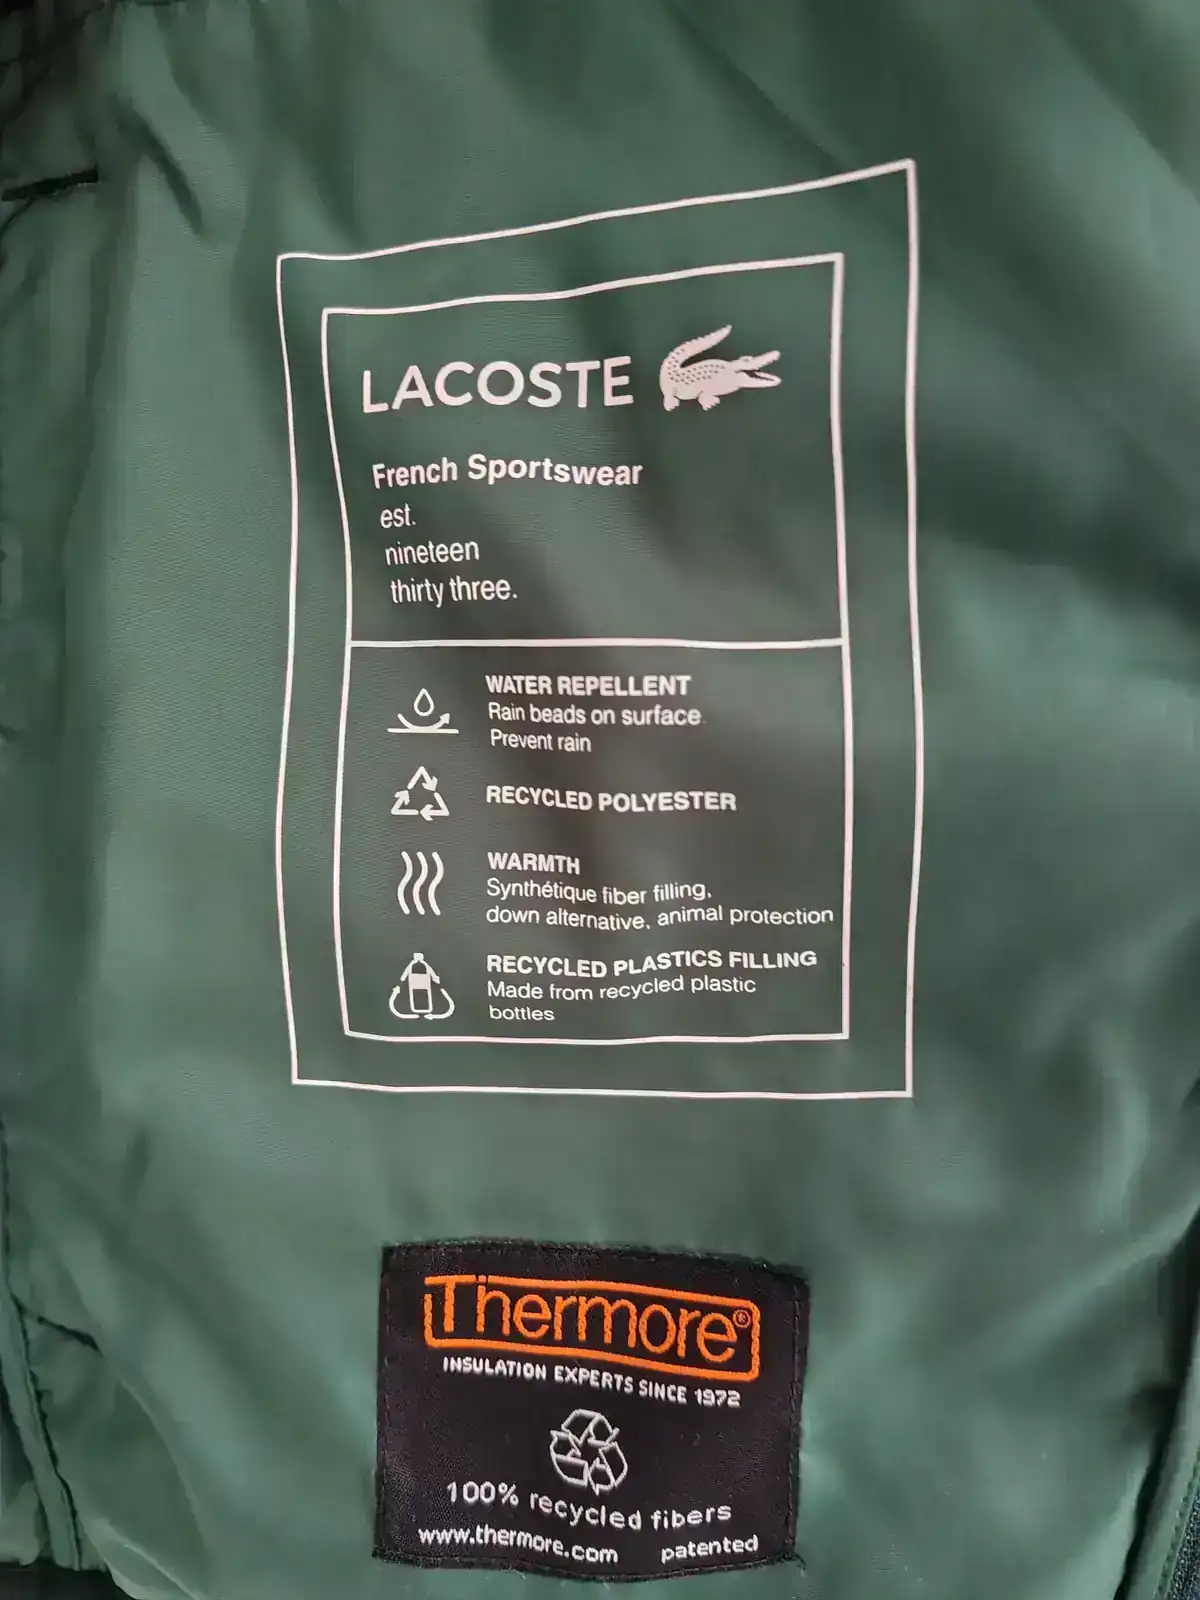 LACOSTE
French Sportswear
est.
nineteen
thirty three.
WATER REPELLENT
Rain beads on surface.
Prevent rain
RECYCLED POLYESTER
WARMTH
Synthétique fiber filling,
down alternative, animal protection
RECYCLED PLASTICS FILLING
Made from recycled plastic
bottles
Thermore®
INSULATION EXPERTS SINCE 1972
100% recycled fibers
www.thermore.com patented